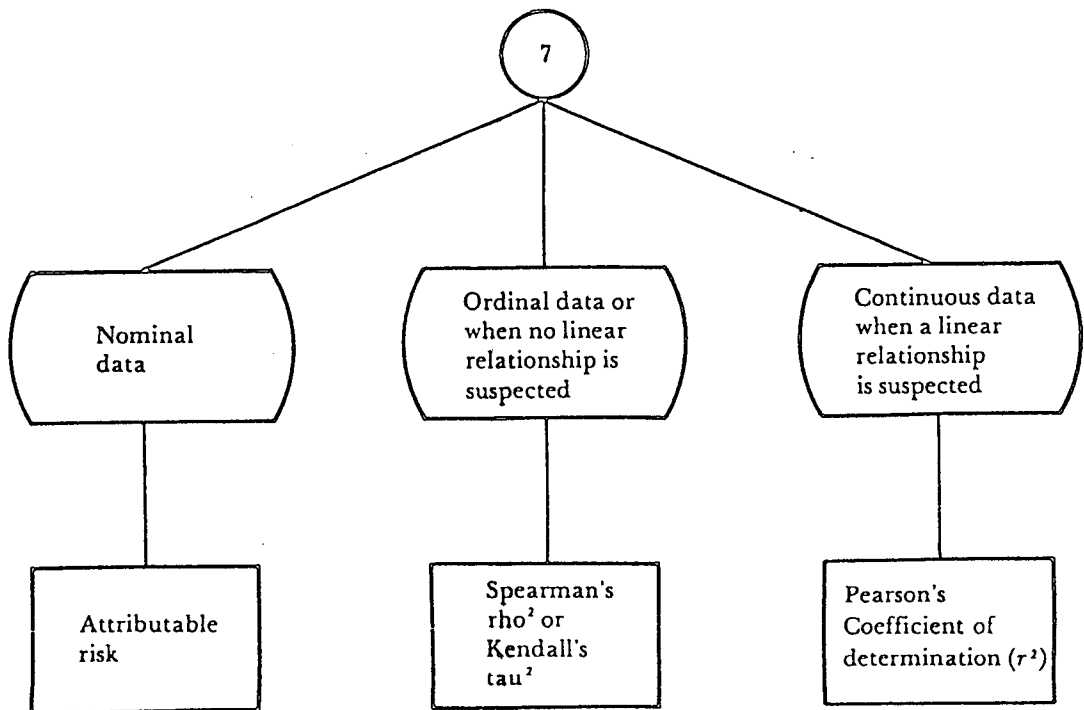 7
Nominal
data
Ordinal data or
when no linear
relationship is
suspected
Continuous data
when a linear
relationship
is suspected
Attributable
risk
Spearman's
rho² or
Kendall's
tau²
Pearson's
Coefficient of
determination (r²)